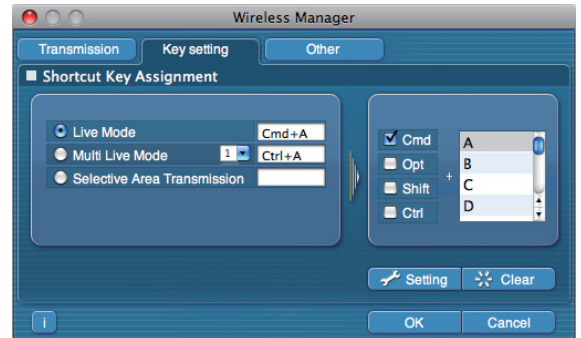 Wireless Manager
Transmission Key setting Other
Shortcut Key Assignment
Live Mode Cmd+A
Multi Live Mode 1 Ctrl+A
Selective Area Transmission
Cmd
Opt
Shift
Ctrl
+
A
B
C
D
Setting Clear
i OK Cancel